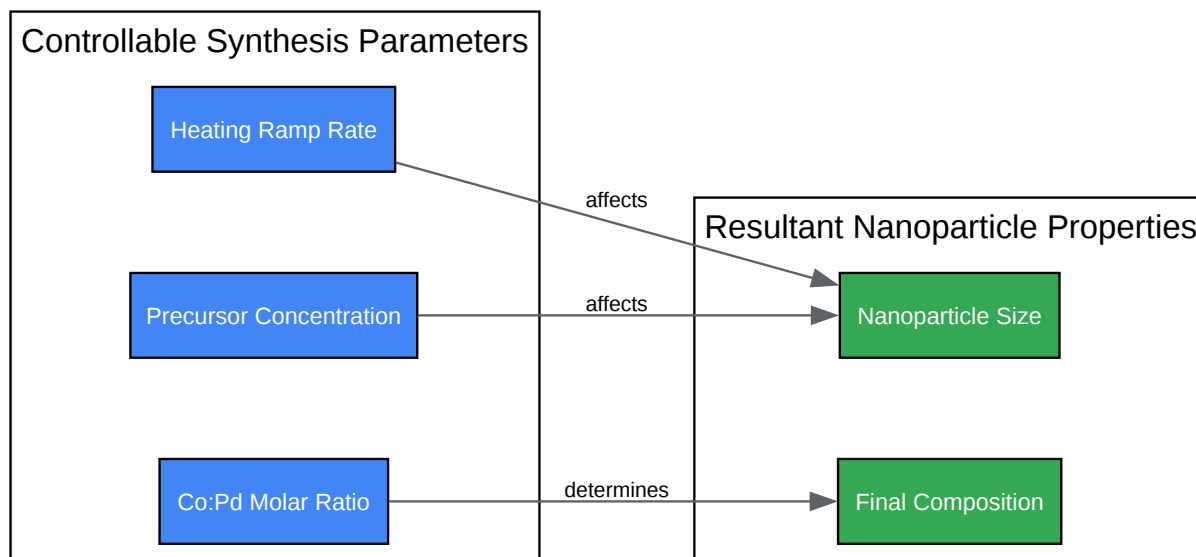 Controllable Synthesis Parameters
Heating Ramp Rate
affects
Resultant Nanoparticle Properties
Precursor Concentration
affects
Nanoparticle Size
Co:Pd Molar Ratio
determines
Final Composition